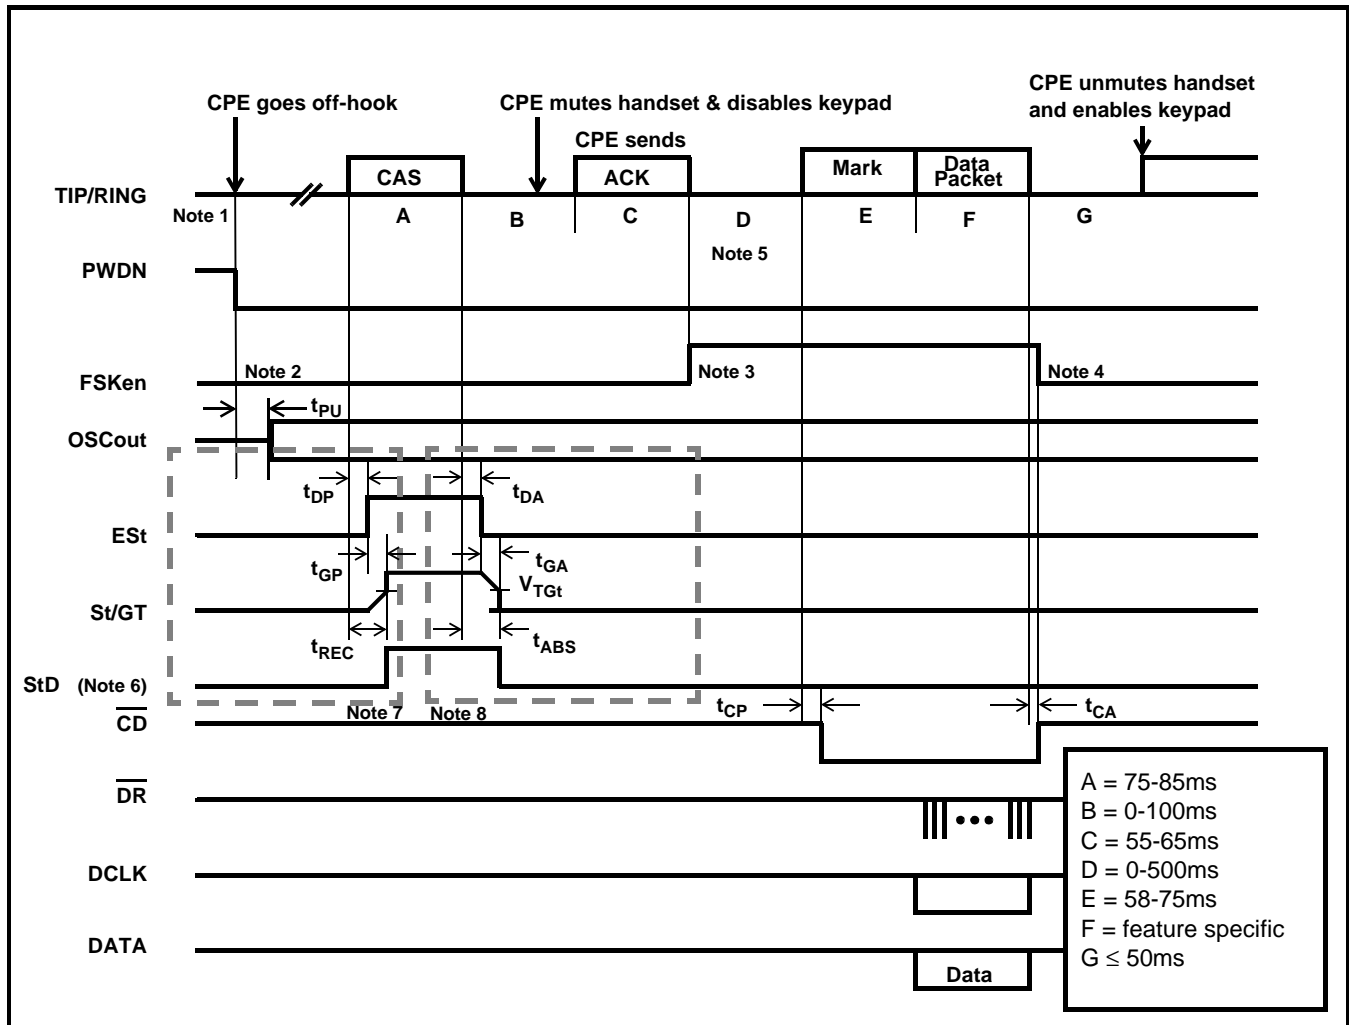 CPE goes off-hook
CPE mutes handset & disables keypad
CPE unmutes handset
and enables keypad
CPE sends
TIP/RING
CAS
ACK
Mark
Data
Packet
Note 1
A
B
C
D
E
F
G
Note 5
PWDN
FSKen
Note 2
Note 3
Note 4
tPU
OSCout
tDP
tDA
ESt
tGP
tGA
VTGt
St/GT
tREC
tABS
StD (Note 6)
Note 7
Note 8
tCP
tCA
CD
DR
DCLK
DATA
Data
A = 75-85ms
B = 0-100ms
C = 55-65ms
D = 0-500ms
E = 58-75ms
F = feature specific
G ≤ 50ms